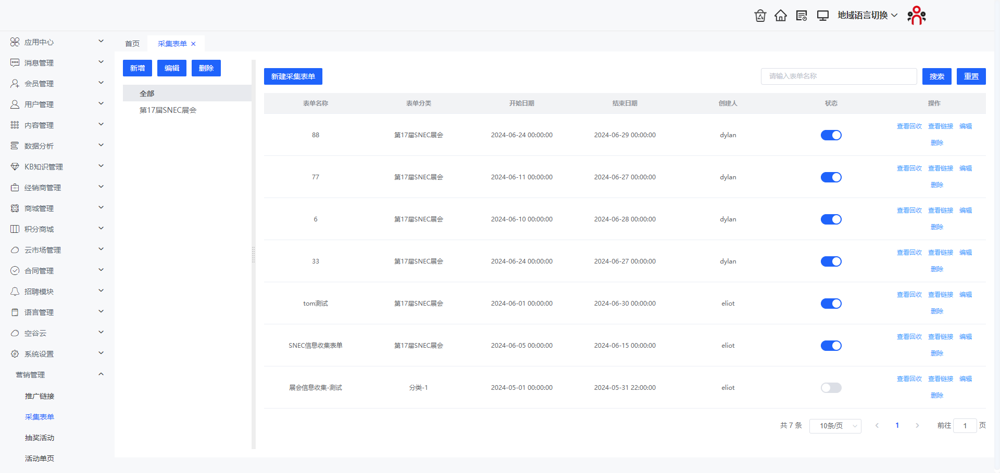 地域语言切换
应用中心
消息管理
会员管理
用户管理
内容管理
数据分析
KB知识管理
经销商管理
商城管理
积分商城
云市场管理
合同管理
招聘模块
语言管理
空谷云
系统设置
营销管理
推广链接
采集表单
抽奖活动
活动单页
首页 采集表单
新增 编辑 删除
全部
第17届SNEC展会
新建采集表单 请输入表单名称 搜索 重置
表单名称 表单分类 开始日期 结束日期 创建人 状态 操作
88 第17届SNEC展会 2024-06-24 00:00:00 2024-06-29 00:00:00 dylan 查看回收 查看链接 编辑
删除
77 第17届SNEC展会 2024-06-11 00:00:00 2024-06-27 00:00:00 dylan 查看回收 查看链接 编辑
删除
6 第17届SNEC展会 2024-06-10 00:00:00 2024-06-28 00:00:00 dylan 查看回收 查看链接 编辑
删除
33 第17届SNEC展会 2024-06-24 00:00:00 2024-06-27 00:00:00 dylan 查看回收 查看链接 编辑
删除
tom测试 第17届SNEC展会 2024-06-01 00:00:00 2024-06-30 00:00:00 eliot 查看回收 查看链接 编辑
删除
SNEC信息收集表单 第17届SNEC展会 2024-06-05 00:00:00 2024-06-15 00:00:00 eliot 查看回收 查看链接 编辑
删除
展会信息收集-测试 分类-1 2024-05-01 00:00:00 2024-05-31 22:00:00 eliot 查看回收 查看链接 编辑
删除
共 7 条 10条/页 1 前往 1 页